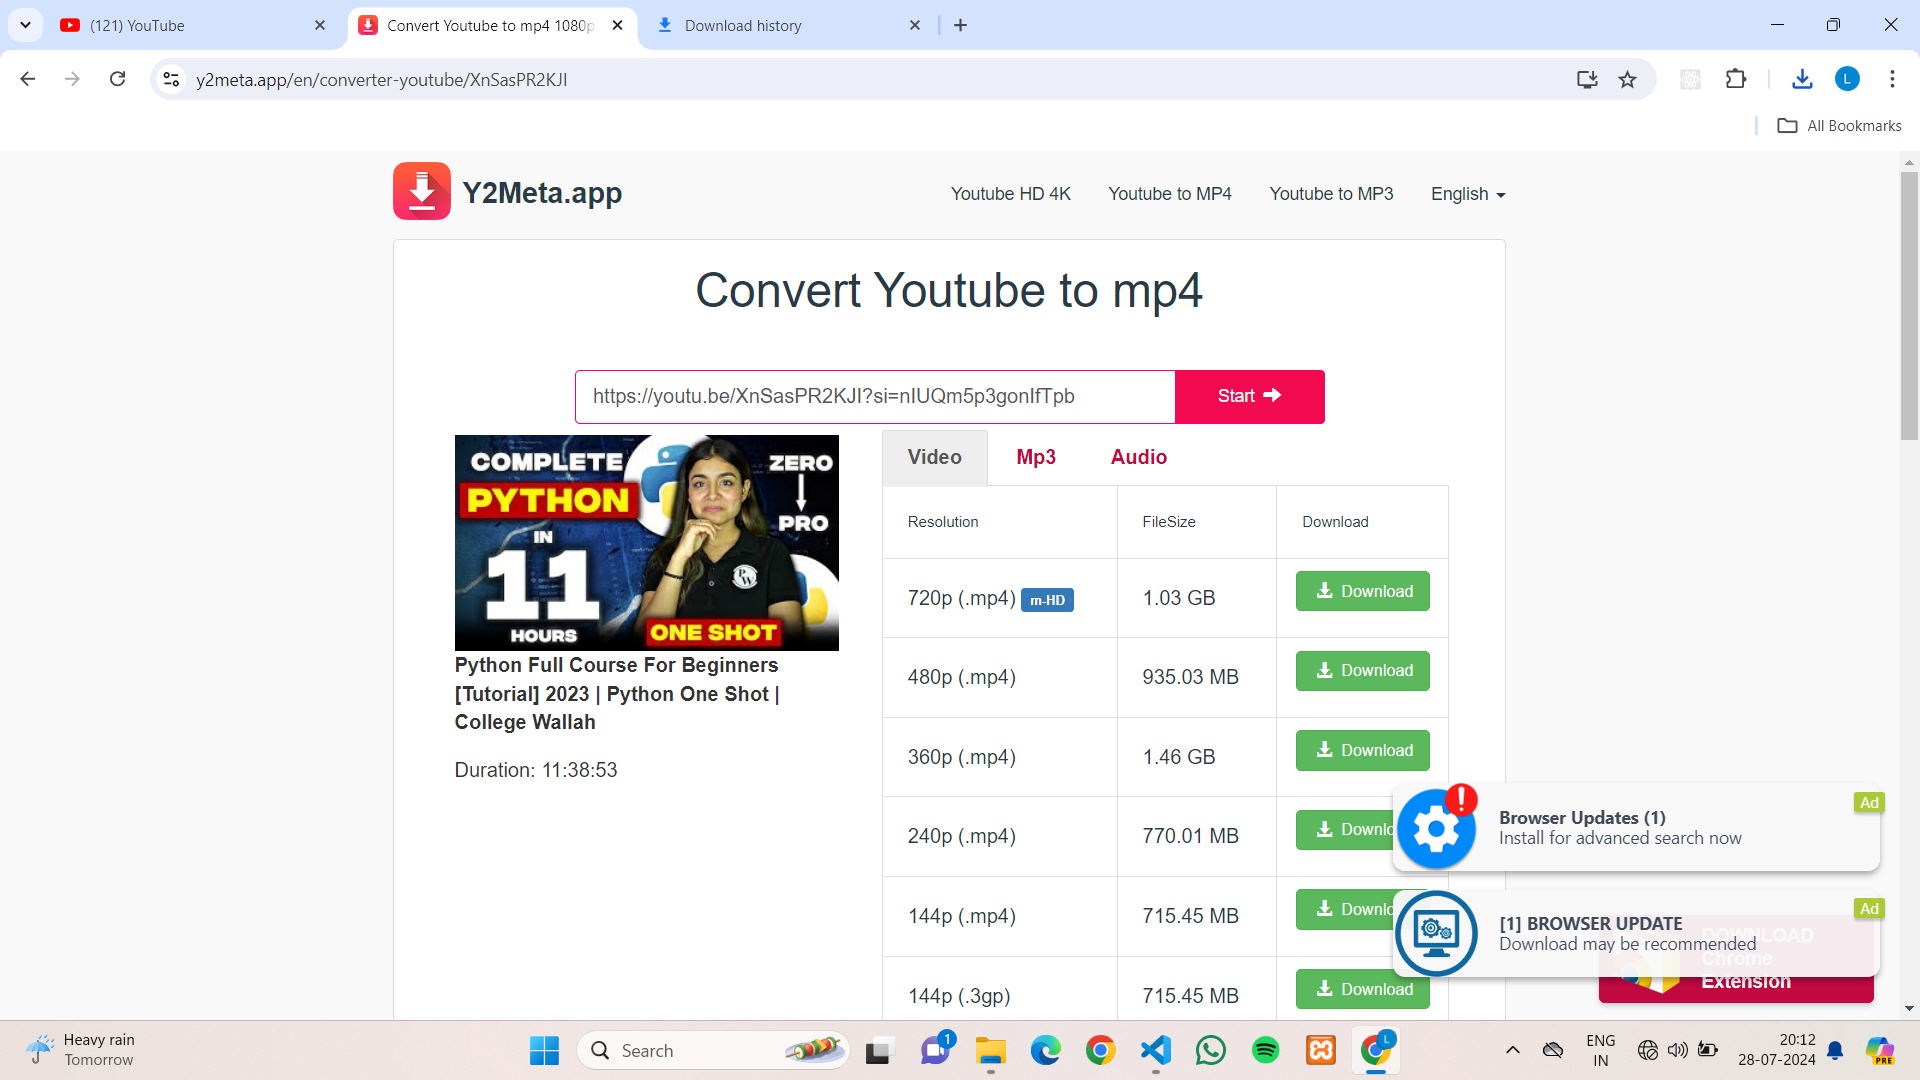 (121) YouTube
Convert Youtube to mp4 1080p
Download history
y2meta.app/en/converter-youtube/XnSasPR2KJI
L
All Bookmarks
Y2Meta.app
Youtube HD 4K
Youtube to MP4
Youtube to MP3
English
Convert Youtube to mp4
https://youtu.be/XnSasPR2KJI?si=nIUQm5p3gonIfTpb
Start
COMPLETE
PYTHON
IN
11
HOURS
ZERO
PRO
PW
ONE SHOT
Python Full Course For Beginners
[Tutorial] 2023 | Python One Shot |
College Wallah
Duration: 11:38:53
Video Mp3 Audio
Resolution FileSize Download
720p (.mp4) m-HD 1.03 GB Download
480p (.mp4) 935.03 MB Download
360p (.mp4) 1.46 GB Download
240p (.mp4) 770.01 MB Downlo
144p (.mp4) 715.45 MB Downlo
144p (.3gp) 715.45 MB Download
Ad
Browser Updates (1)
Install for advanced search now
Ad
[1] BROWSER UPDATE
Download may be recommended
DOWNLOAD
Chrome
Extension
Heavy rain
Tomorrow
Search
1
L
ENG
IN
20:12
28-07-2024
PRE